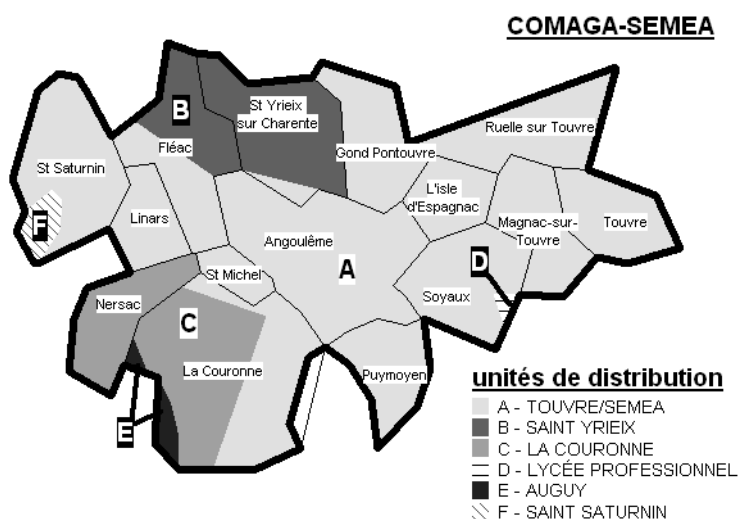 COMAGA-SEMEA
B
St Yrieix
sur Charente
Fléac
Ruelle sur Touvre
Gond Pontouvre
St Saturnin
L'isle
d'Espagnac
F
Linars
Magnac-sur-
Touvre
Touvre
Angoulême
A
D
St Michel
Nersac
Soyaux
C
La Couronne
Puymoyen
E
unités de distribution
A - TOUVRE/SEMEA
B - SAINT YRIEIX
C - LA COURONNE
D - LYCÉE PROFESSIONNEL
E - AUGUY
F - SAINT SATURNIN